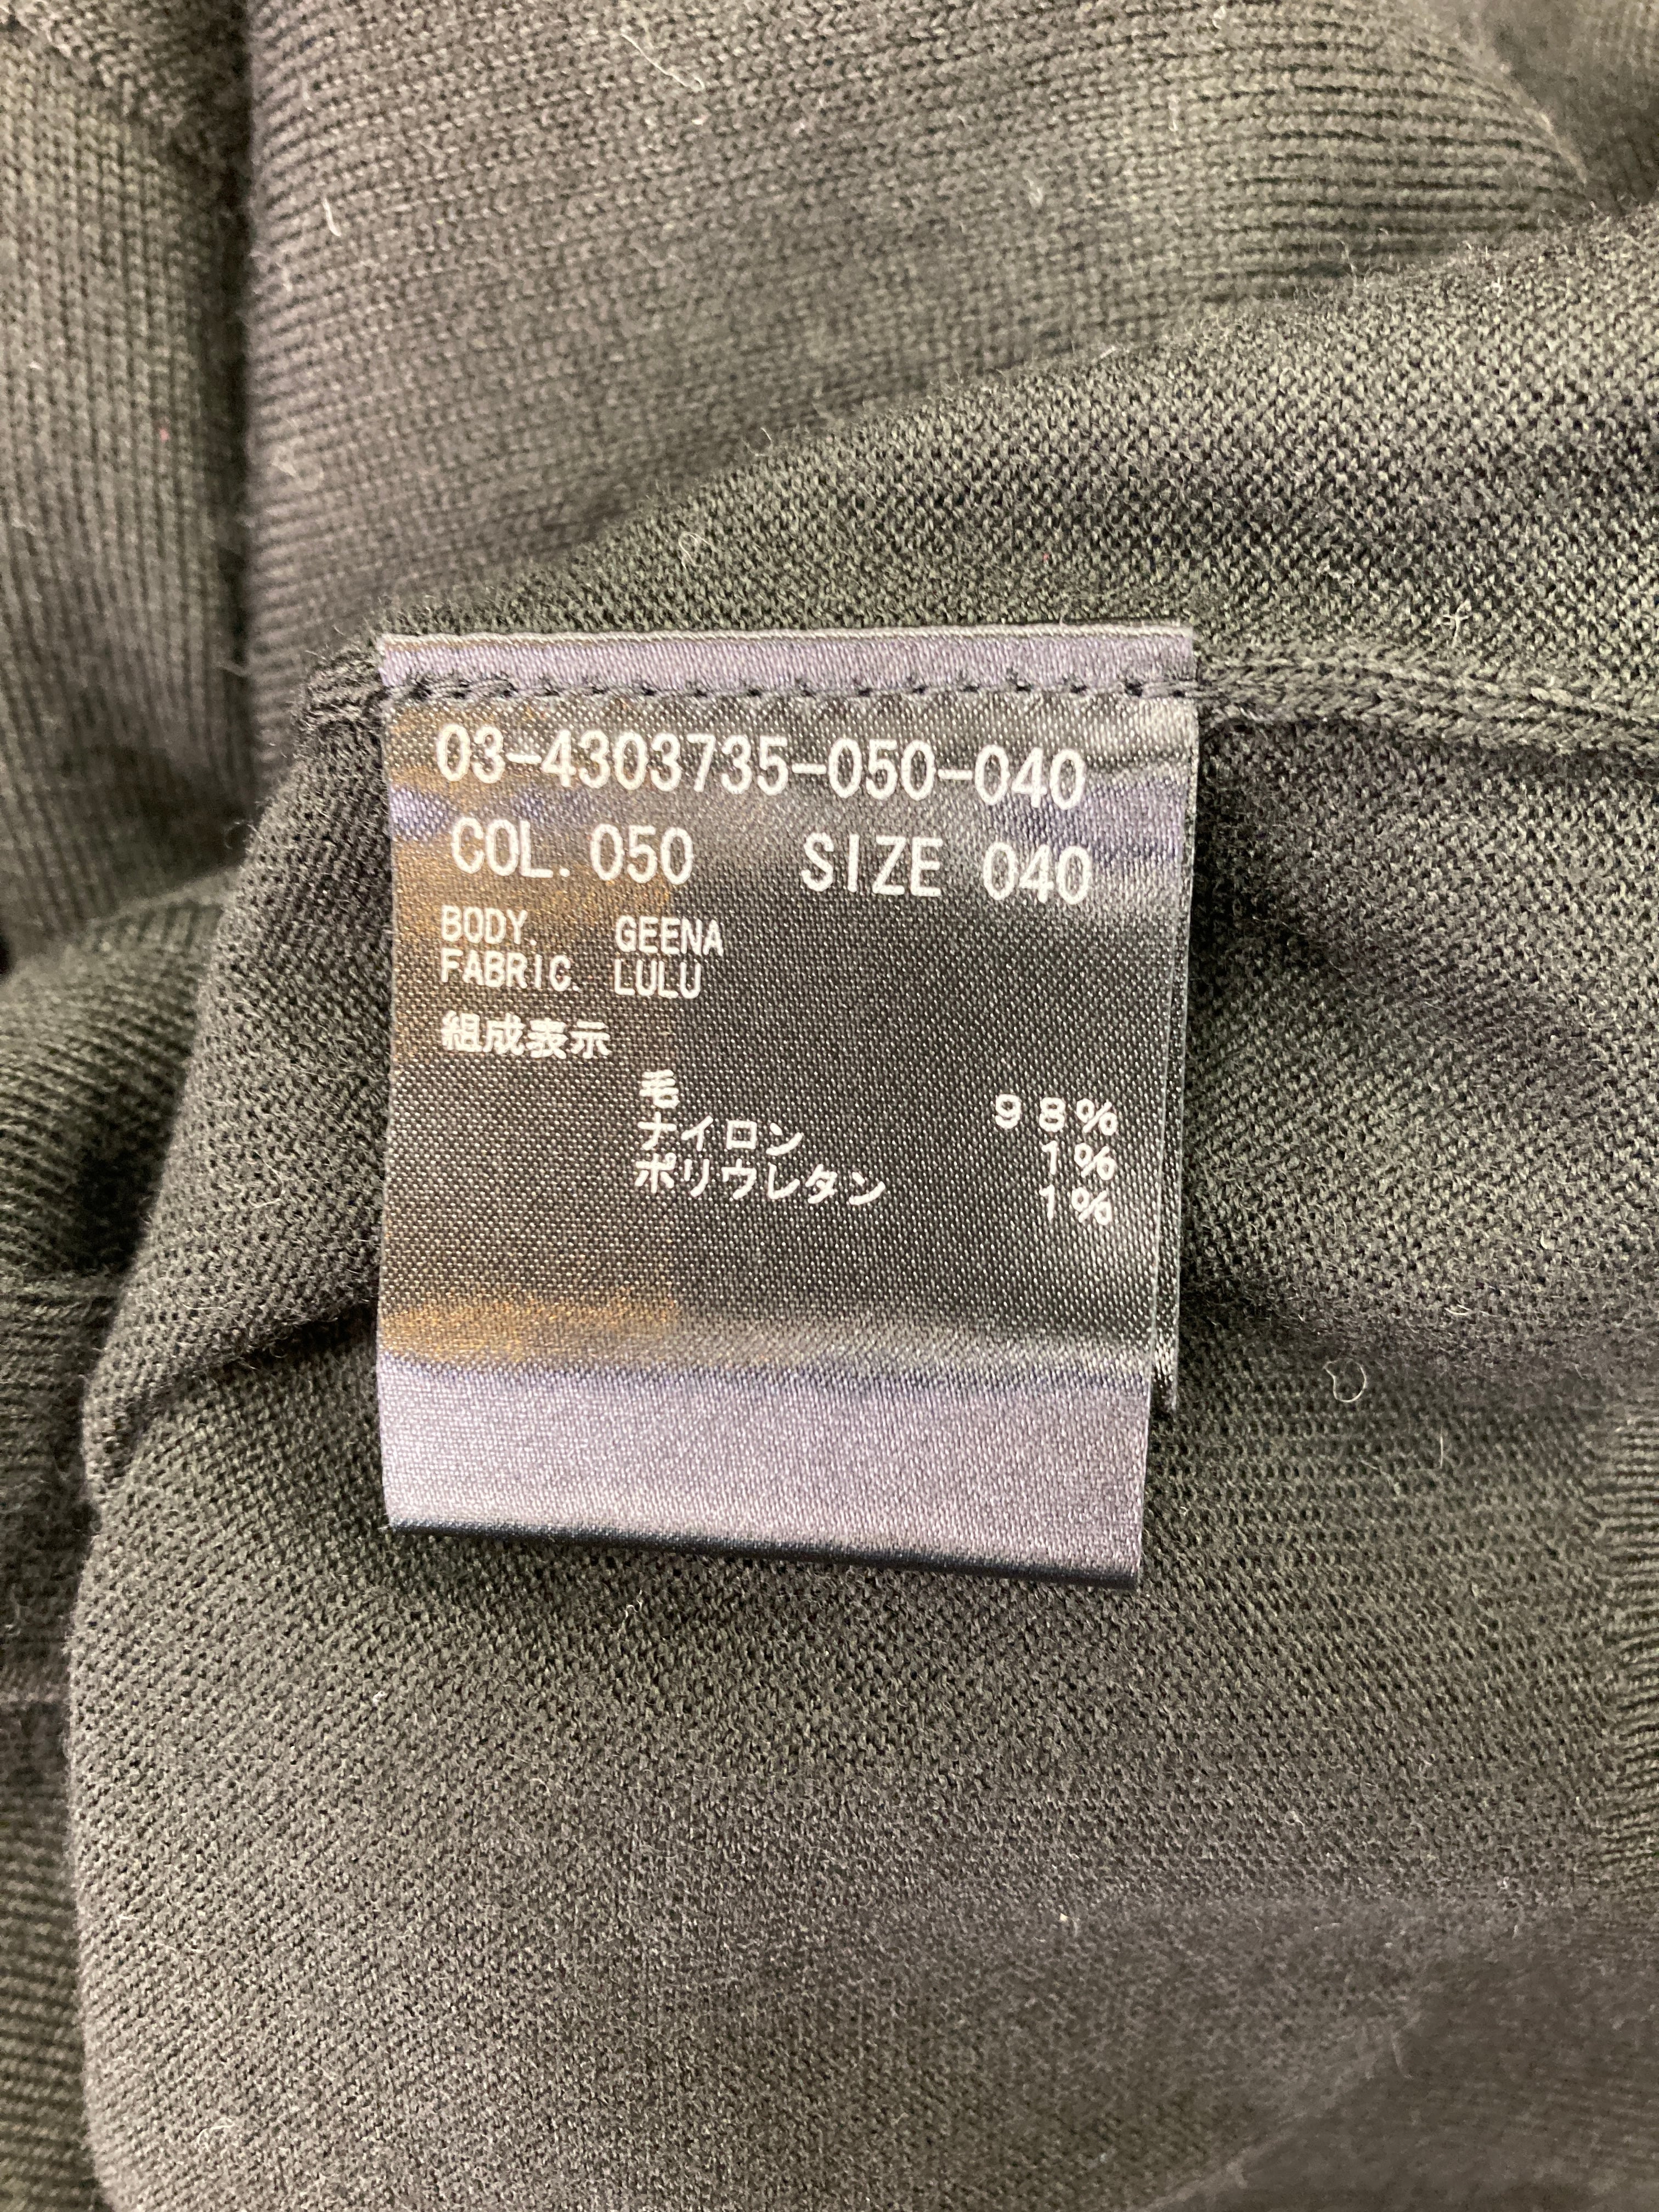 03-4303735-050-040
COL. 050 SIZE 040
BODY. GEENA
FABRIC. LULU
組成表示
毛 98%
ナイロン 1%
ポリウレタン 1%